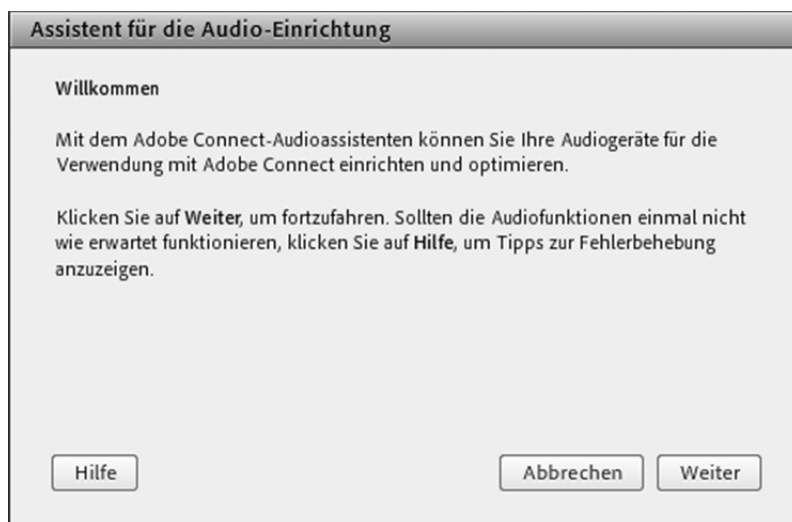 Assistent für die Audio-Einrichtung
Willkommen
Mit dem Adobe Connect-Audioassistenten können Sie Ihre Audiogeräte für die
Verwendung mit Adobe Connect einrichten und optimieren.
Klicken Sie auf Weiter, um fortzufahren. Sollten die Audiofunktionen einmal nicht
wie erwartet funktionieren, klicken Sie auf Hilfe, um Tipps zur Fehlerbehebung
anzuzeigen.
Hilfe Abbrechen Weiter